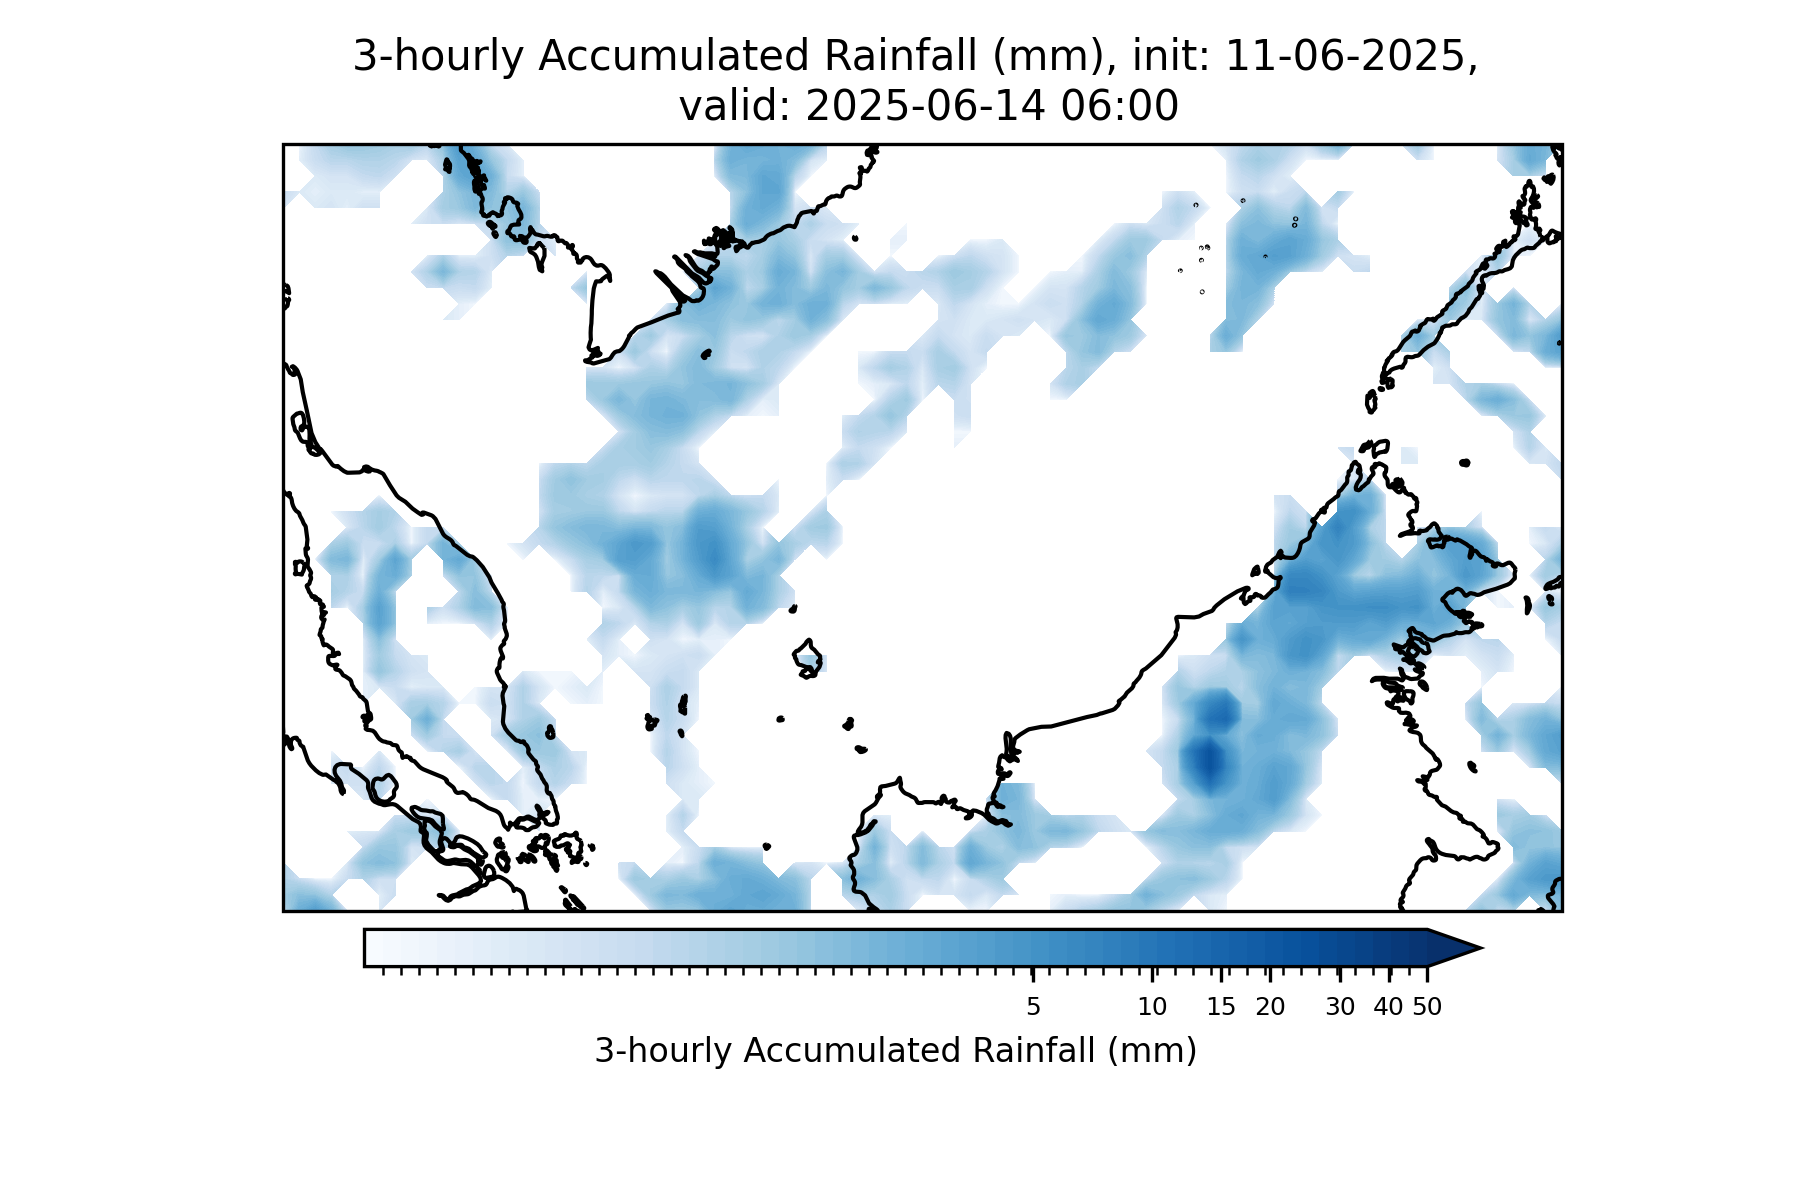 3-hourly Accumulated Rainfall (mm), init: 11-06-2025,
valid: 2025-06-14 06:00
5 10 15 20 30 40 50
3-hourly Accumulated Rainfall (mm)